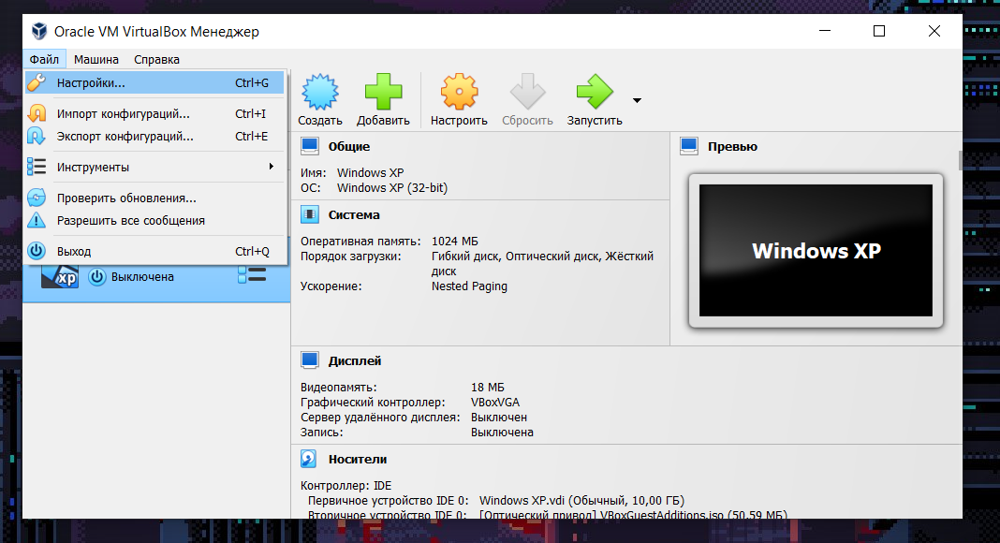 Oracle VM VirtualBox Менеджер
Файл Машина Справка
Настройки... Ctrl+G
Импорт конфигураций... Ctrl+I
Экспорт конфигураций... Ctrl+E
Инструменты
Проверить обновления...
Разрешить все сообщения
Выход Ctrl+Q
xp Выключена
Создать Добавить Настроить Сбросить Запустить
Общие
Имя: Windows XP
ОС: Windows XP (32-bit)
Система
Оперативная память: 1024 МБ
Порядок загрузки: Гибкий диск, Оптический диск, Жёсткий
диск
Ускорение: Nested Paging
Превью
Windows XP
Дисплей
Видеопамять: 18 МБ
Графический контроллер: VBoxVGA
Сервер удалённого дисплея: Выключен
Запись: Выключена
Носители
Контроллер: IDE
Первичное устройство IDE 0: Windows XP.vdi (Обычный, 10,00 ГБ)
Вторичное устройство IDE 0: [Оптический привод] VBoxGuestAdditions.iso (50,59 МБ)